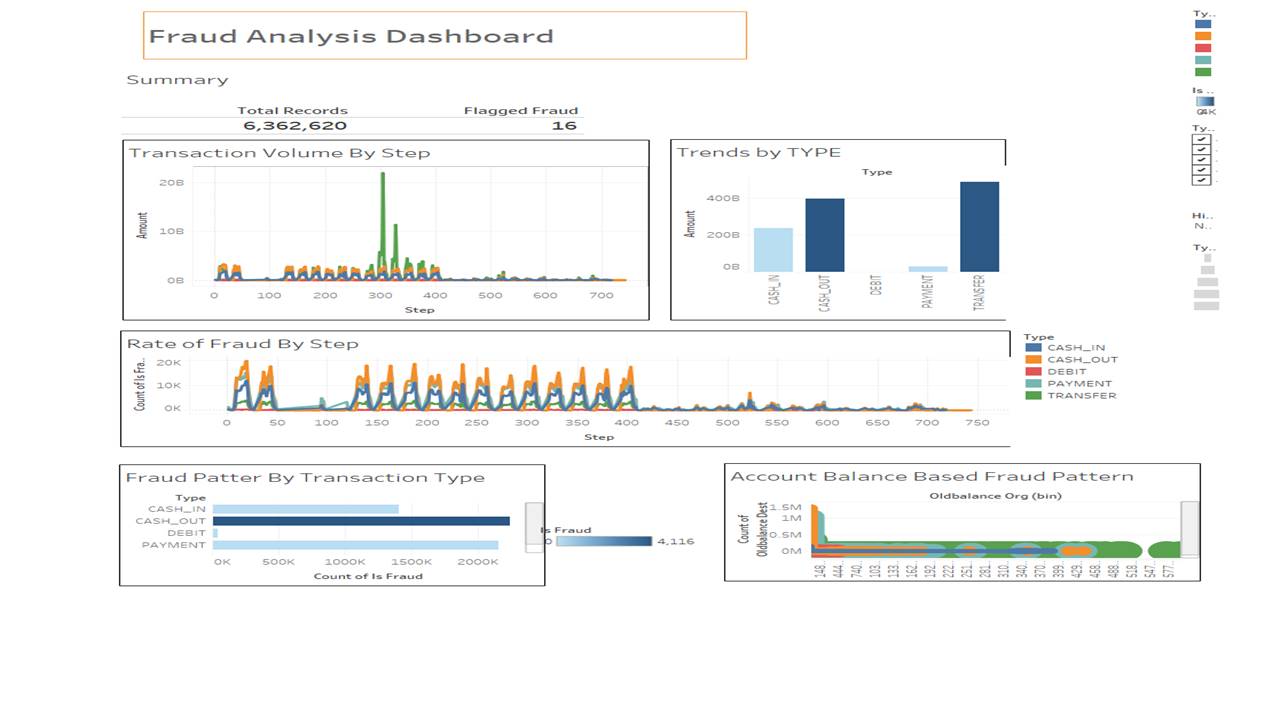 Fraud Analysis Dashboard
Summary
Total Records Flagged Fraud
6,362,620 16
Transaction Volume By Step
20B
10B
0B
Amount
0 100 200 300 400 500 600 700
Step
Trends by TYPE
Type
400B
200B
0B
Amount
CASH_IN CASH_OUT DEBIT PAYMENT TRANSFER
Rate of Fraud By Step
20K
10K
0K
Count of Is Fra..
0 50 100 150 200 250 300 350 400 450 500 550 600 650 700 750
Step
Type
CASH_IN
CASH_OUT
DEBIT
PAYMENT
TRANSFER
Fraud Patter By Transaction Type
Type
CASH_IN
CASH_OUT
DEBIT
PAYMENT
0K 500K 1000K 1500K 2000K
Count of Is Fraud
Is Fraud
0 4,116
Account Balance Based Fraud Pattern
Oldbalance Org (bin)
1.5M
1M
0.5M
0M
Count of
Oldbalance Dest
148.. 444.. 740.. 103.. 133.. 162.. 192.. 222.. 251.. 281.. 310.. 340.. 370.. 399.. 429.. 458.. 488.. 518.. 547.. 577..
Ty..
Is ..
Ty..
Hi..
N..
Ty..